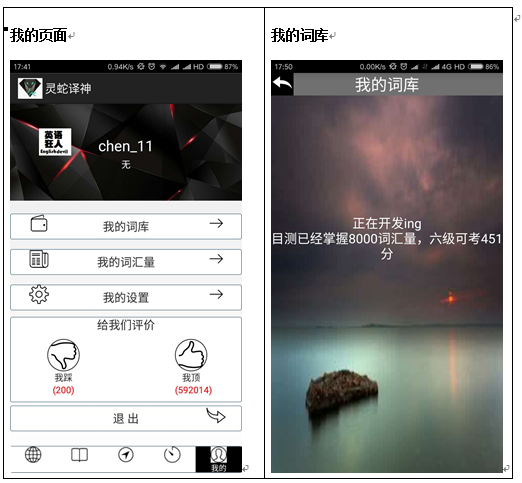 我的页面
17:41 0.94K/s HD 87%
灵蛇译神
英语
狂人
Englishdevil
chen_11
无
我的词库
我的词汇量
我的设置
给我们评价
我踩
(200)
我顶
(592014)
退 出
我的
我的词库
17:50 0.00K/s 4G HD 86%
我的词库
正在开发ing
目测已经掌握8000词汇量，六级可考451
分